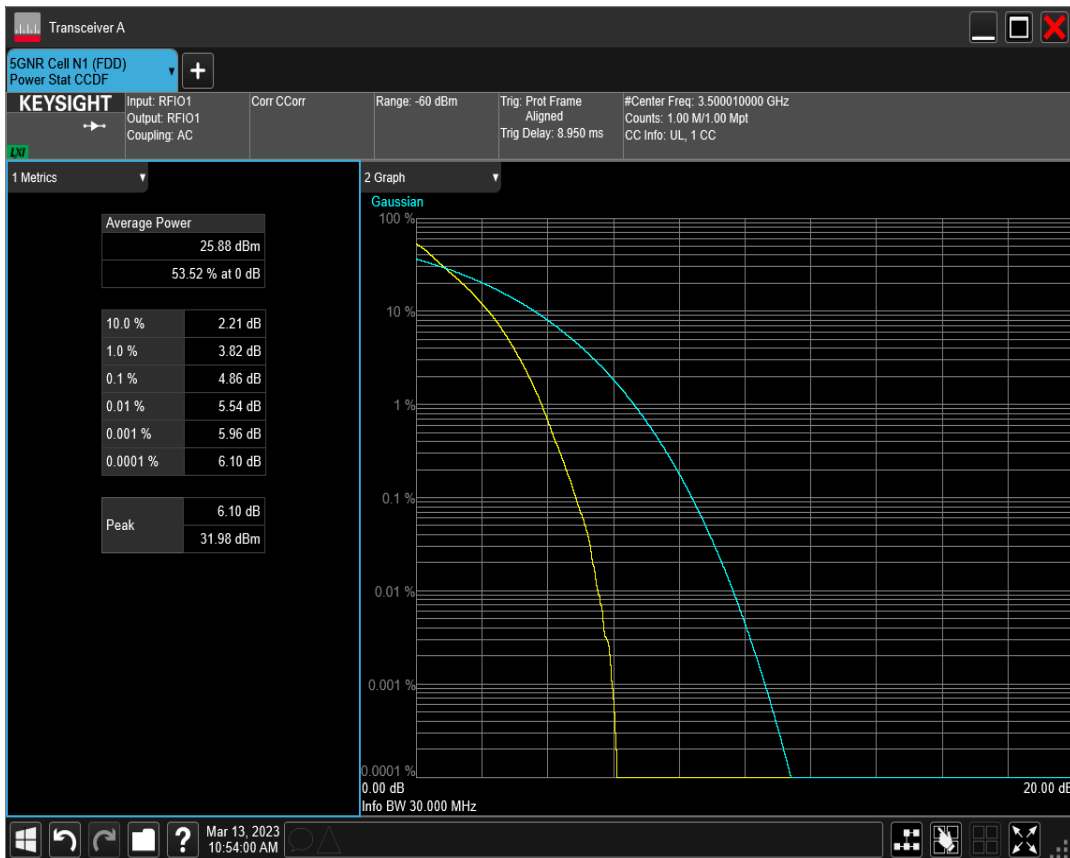 Transceiver A
5GNR Cell N1 (FDD)
Power Stat CCDF
+
KEYSIGHT
LXI
Input: RFIO1
Output: RFIO1
Coupling: AC
Corr CCorr
Range: -60 dBm
Trig: Prot Frame
Aligned
Trig Delay: 8.950 ms
#Center Freq: 3.500010000 GHz
Counts: 1.00 M/1.00 Mpt
CC Info: UL, 1 CC
1 Metrics
Average Power
25.88 dBm
53.52 % at 0 dB
10.0 % 2.21 dB
1.0 % 3.82 dB
0.1 % 4.86 dB
0.01 % 5.54 dB
0.001 % 5.96 dB
0.0001 % 6.10 dB
Peak
6.10 dB
31.98 dBm
2 Graph
Gaussian
100 %
10 %
1 %
0.1 %
0.01 %
0.001 %
0.0001 %
0.00 dB
20.00 dB
Info BW 30.000 MHz
?
Mar 13, 2023
10:54:00 AM